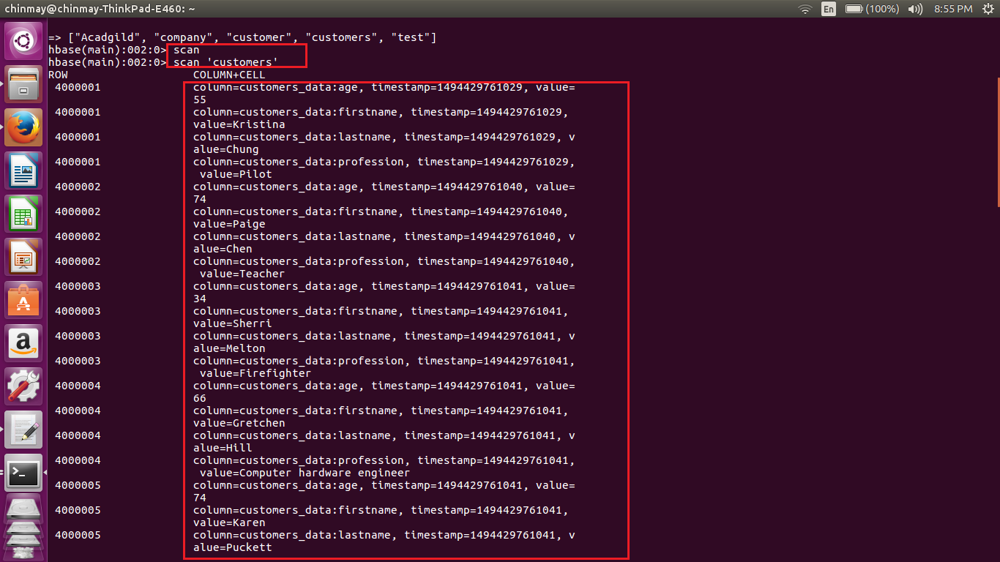 chinmay@chinmay-ThinkPad-E460: ~
En
(100%)
8:55 PM
=> ["Acadgild", "company", "customer", "customers", "test"]
hbase(main):002:0> scan
hbase(main):002:0> scan 'customers'
ROW COLUMN+CELL
4000001 column=customers_data:age, timestamp=1494429761029, value=
55
4000001 column=customers_data:firstname, timestamp=1494429761029,
value=Kristina
4000001 column=customers_data:lastname, timestamp=1494429761029, v
alue=Chung
4000001 column=customers_data:profession, timestamp=1494429761029,
value=Pilot
4000002 column=customers_data:age, timestamp=1494429761040, value=
74
4000002 column=customers_data:firstname, timestamp=1494429761040,
value=Paige
4000002 column=customers_data:lastname, timestamp=1494429761040, v
alue=Chen
4000002 column=customers_data:profession, timestamp=1494429761040,
value=Teacher
4000003 column=customers_data:age, timestamp=1494429761041, value=
34
4000003 column=customers_data:firstname, timestamp=1494429761041,
value=Sherri
4000003 column=customers_data:lastname, timestamp=1494429761041, v
alue=Melton
4000003 column=customers_data:profession, timestamp=1494429761041,
value=Firefighter
4000004 column=customers_data:age, timestamp=1494429761041, value=
66
4000004 column=customers_data:firstname, timestamp=1494429761041,
value=Gretchen
4000004 column=customers_data:lastname, timestamp=1494429761041, v
alue=Hill
4000004 column=customers_data:profession, timestamp=1494429761041,
value=Computer hardware engineer
4000005 column=customers_data:age, timestamp=1494429761041, value=
74
4000005 column=customers_data:firstname, timestamp=1494429761041,
value=Karen
4000005 column=customers_data:lastname, timestamp=1494429761041, v
alue=Puckett